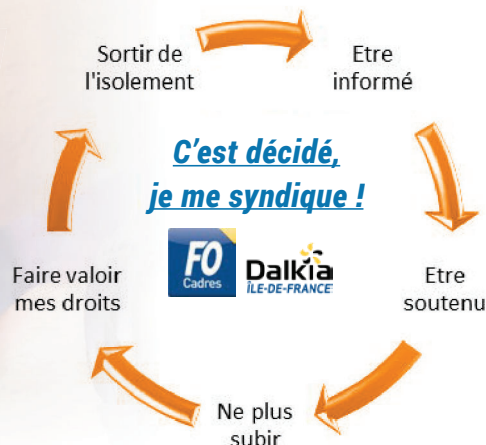 Sortir de
l'isolement
Etre
informé
C'est décidé,
je me syndique !
FO
Cadres
Dalkia
ÎLE-DE-FRANCE
Faire valoir
mes droits
Etre
soutenu
Ne plus
subir